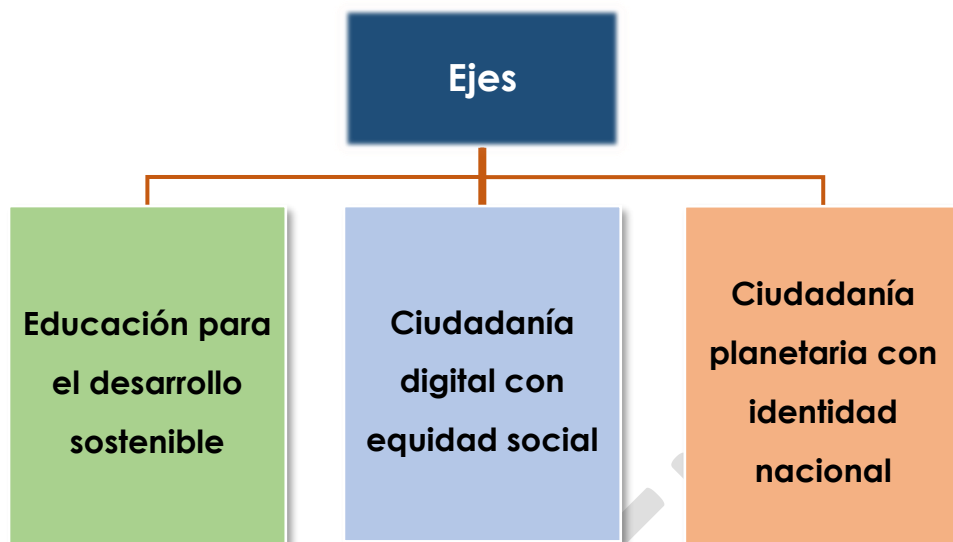 Ejes
Educación para
el desarrollo
sostenible
Ciudadanía
digital con
equidad social
Ciudadanía
planetaria con
identidad
nacional